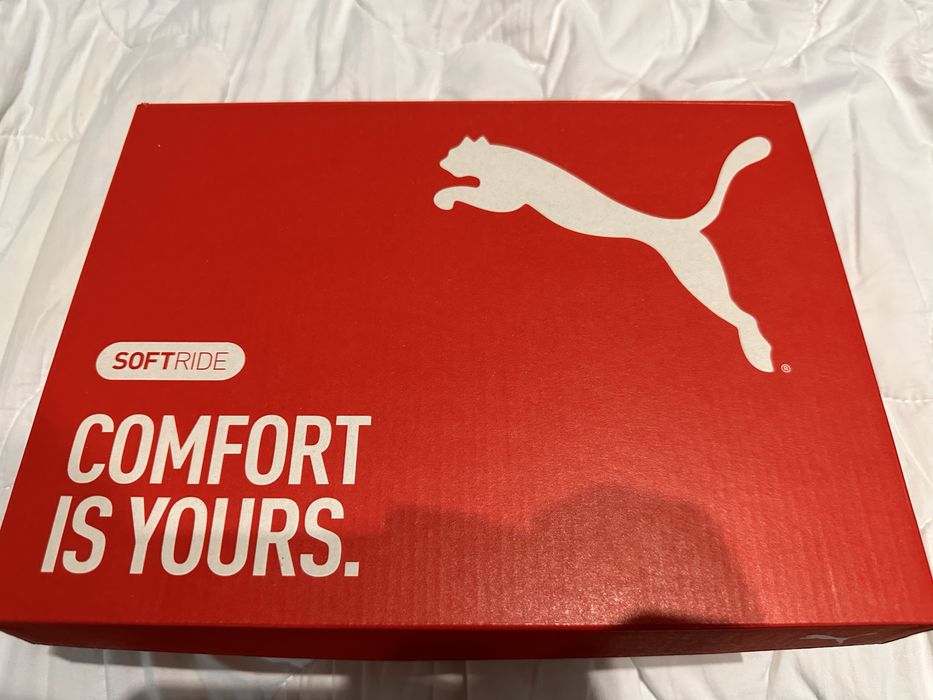 ®
SOFTRIDE
COMFORT
IS YOURS.